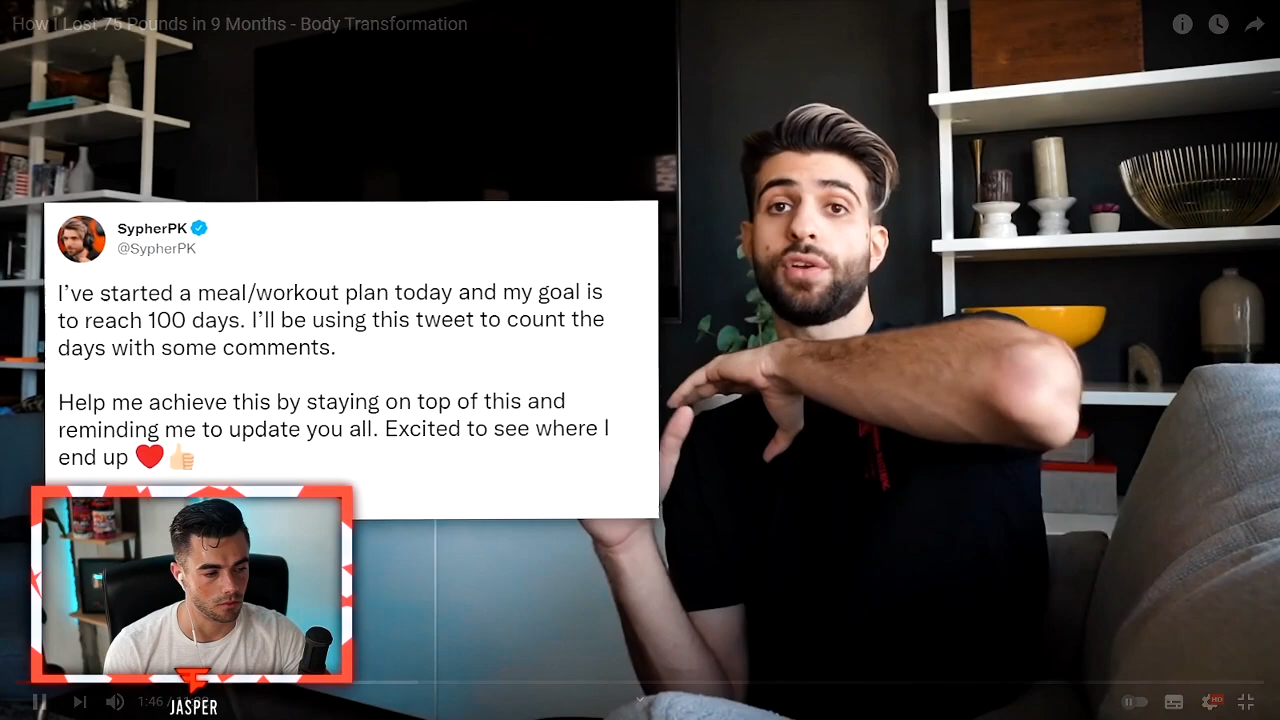 How I Lost 75 Pounds in 9 Months - Body Transformation
SypherPK
@SypherPK
I’ve started a meal/workout plan today and my goal is
to reach 100 days. I’ll be using this tweet to count the
days with some comments.
Help me achieve this by staying on top of this and
reminding me to update you all. Excited to see where I
end up ❤️👍🏼
1:46 /
HD
JASPER